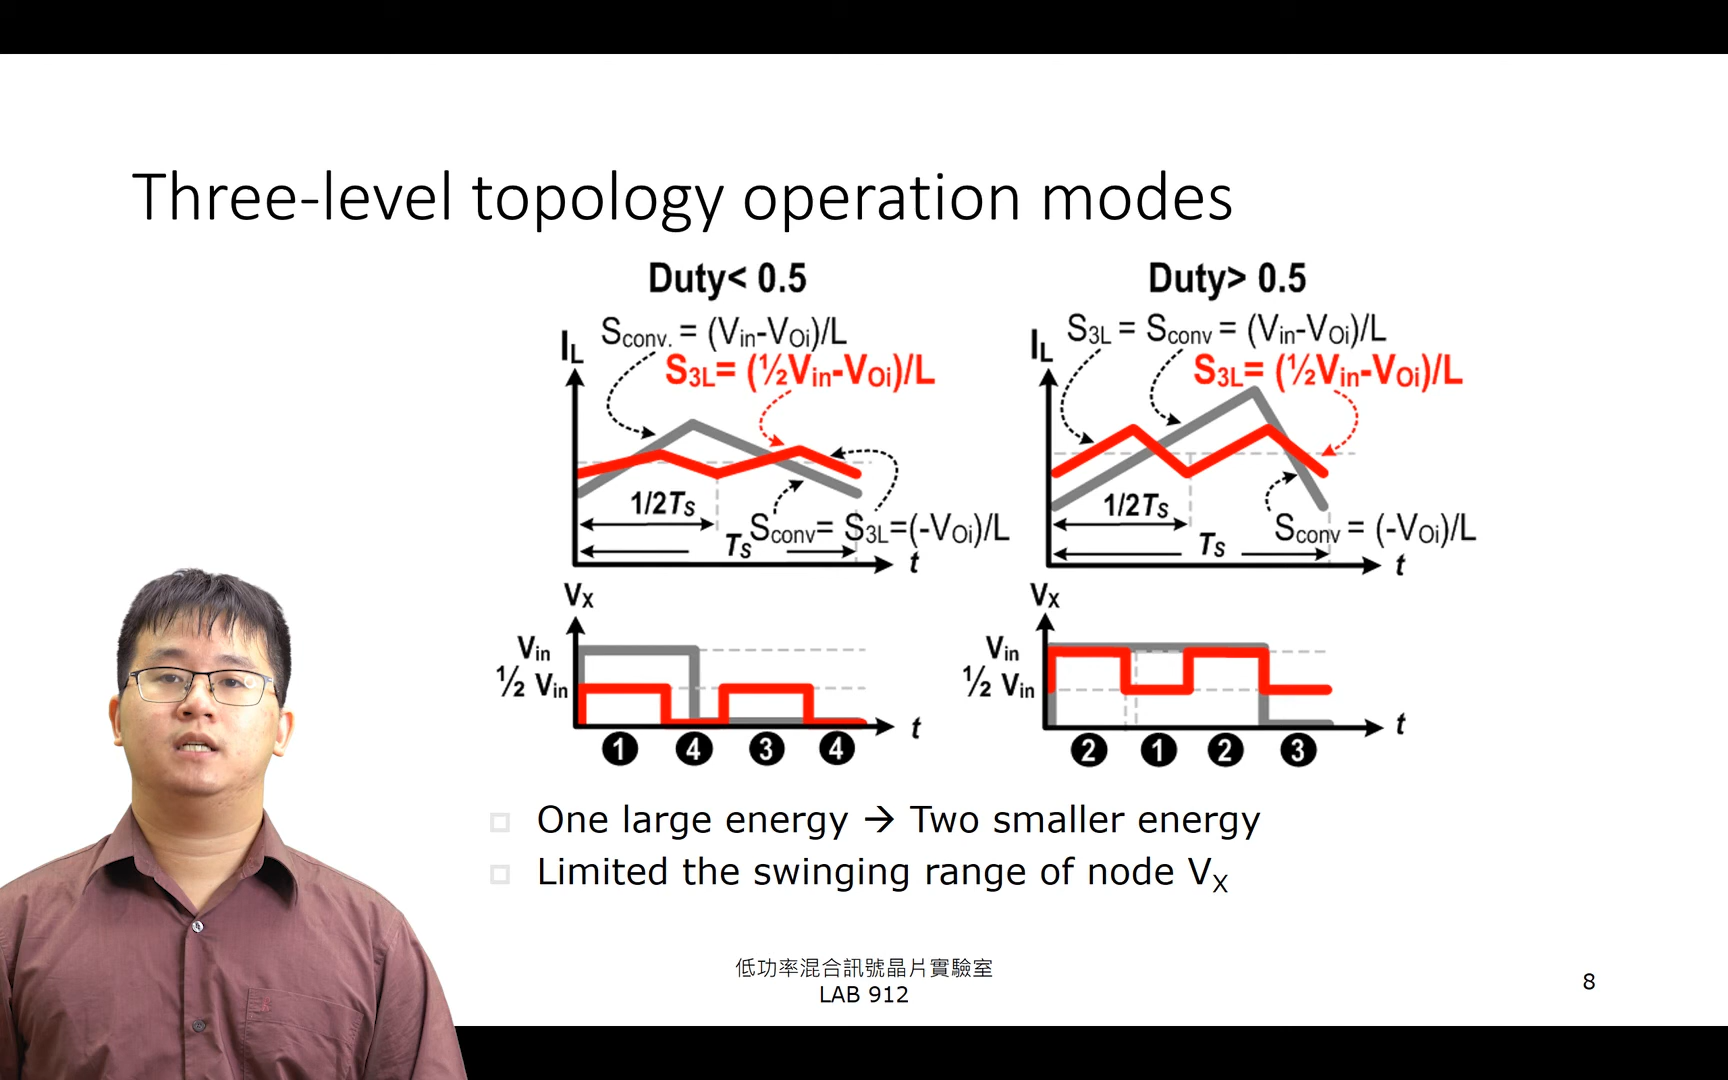 Three-level topology operation modes
Duty< 0.5
Sconv. = (Vin-VOi)/L
S3L= (½Vin-VOi)/L
IL
1/2Ts
Ts
Sconv= S3L=(-VOi)/L
t
VX
Vin
½ Vin
t
1 4 3 4
Duty> 0.5
S3L = Sconv = (Vin-VOi)/L
S3L= (½Vin-VOi)/L
IL
1/2Ts
Ts
Sconv = (-VOi)/L
t
VX
Vin
½ Vin
t
2 1 2 3
One large energy → Two smaller energy
Limited the swinging range of node VX
低功率混合訊號晶片實驗室
LAB 912
8